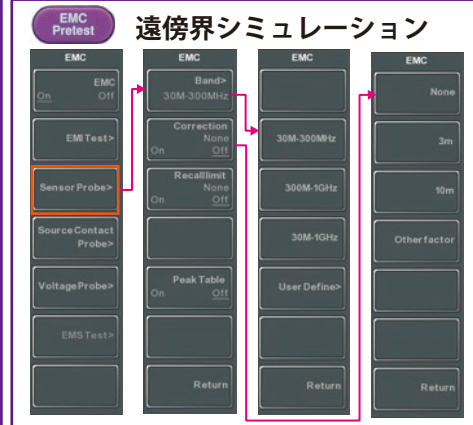 EMC
Pretest
遠傍界シミュレーション
EMC
EMC
On Off
EMI Test>
Sensor Probe>
Source Contact
Probe>
Voltage Probe>
EMS Test>
EMC
Band>
30M-300MHz
Correction
None
On Off
Recalllimit
None
On Off
Peak Table
On Off
Return
EMC
30M-300MHz
300M-1GHz
30M-1GHz
User Define>
Return
EMC
None
3m
10m
Other factor
Return